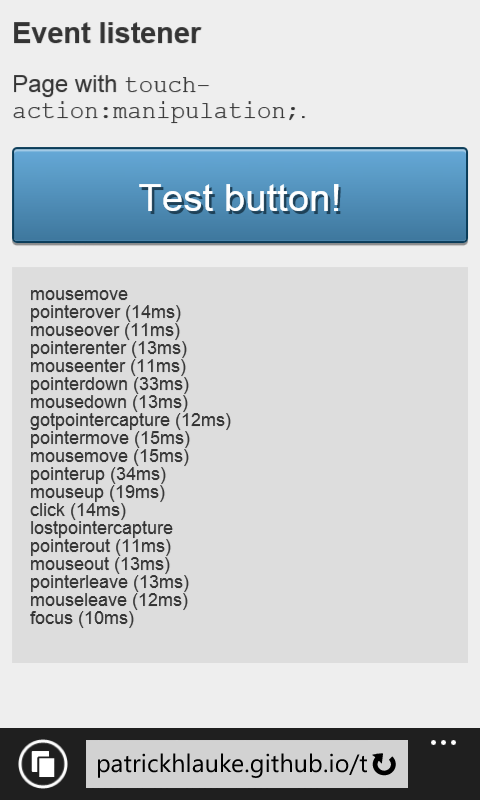 Event listener
Page with touch-
action:manipulation;.
Test button!
mousemove
pointerover (14ms)
mouseover (11ms)
pointerenter (13ms)
mouseenter (11ms)
pointerdown (33ms)
mousedown (13ms)
gotpointercapture (12ms)
pointermove (15ms)
mousemove (15ms)
pointerup (34ms)
mouseup (19ms)
click (14ms)
lostpointercapture
pointerout (11ms)
mouseout (13ms)
pointerleave (13ms)
mouseleave (12ms)
focus (10ms)
patrickhlauke.github.io/t